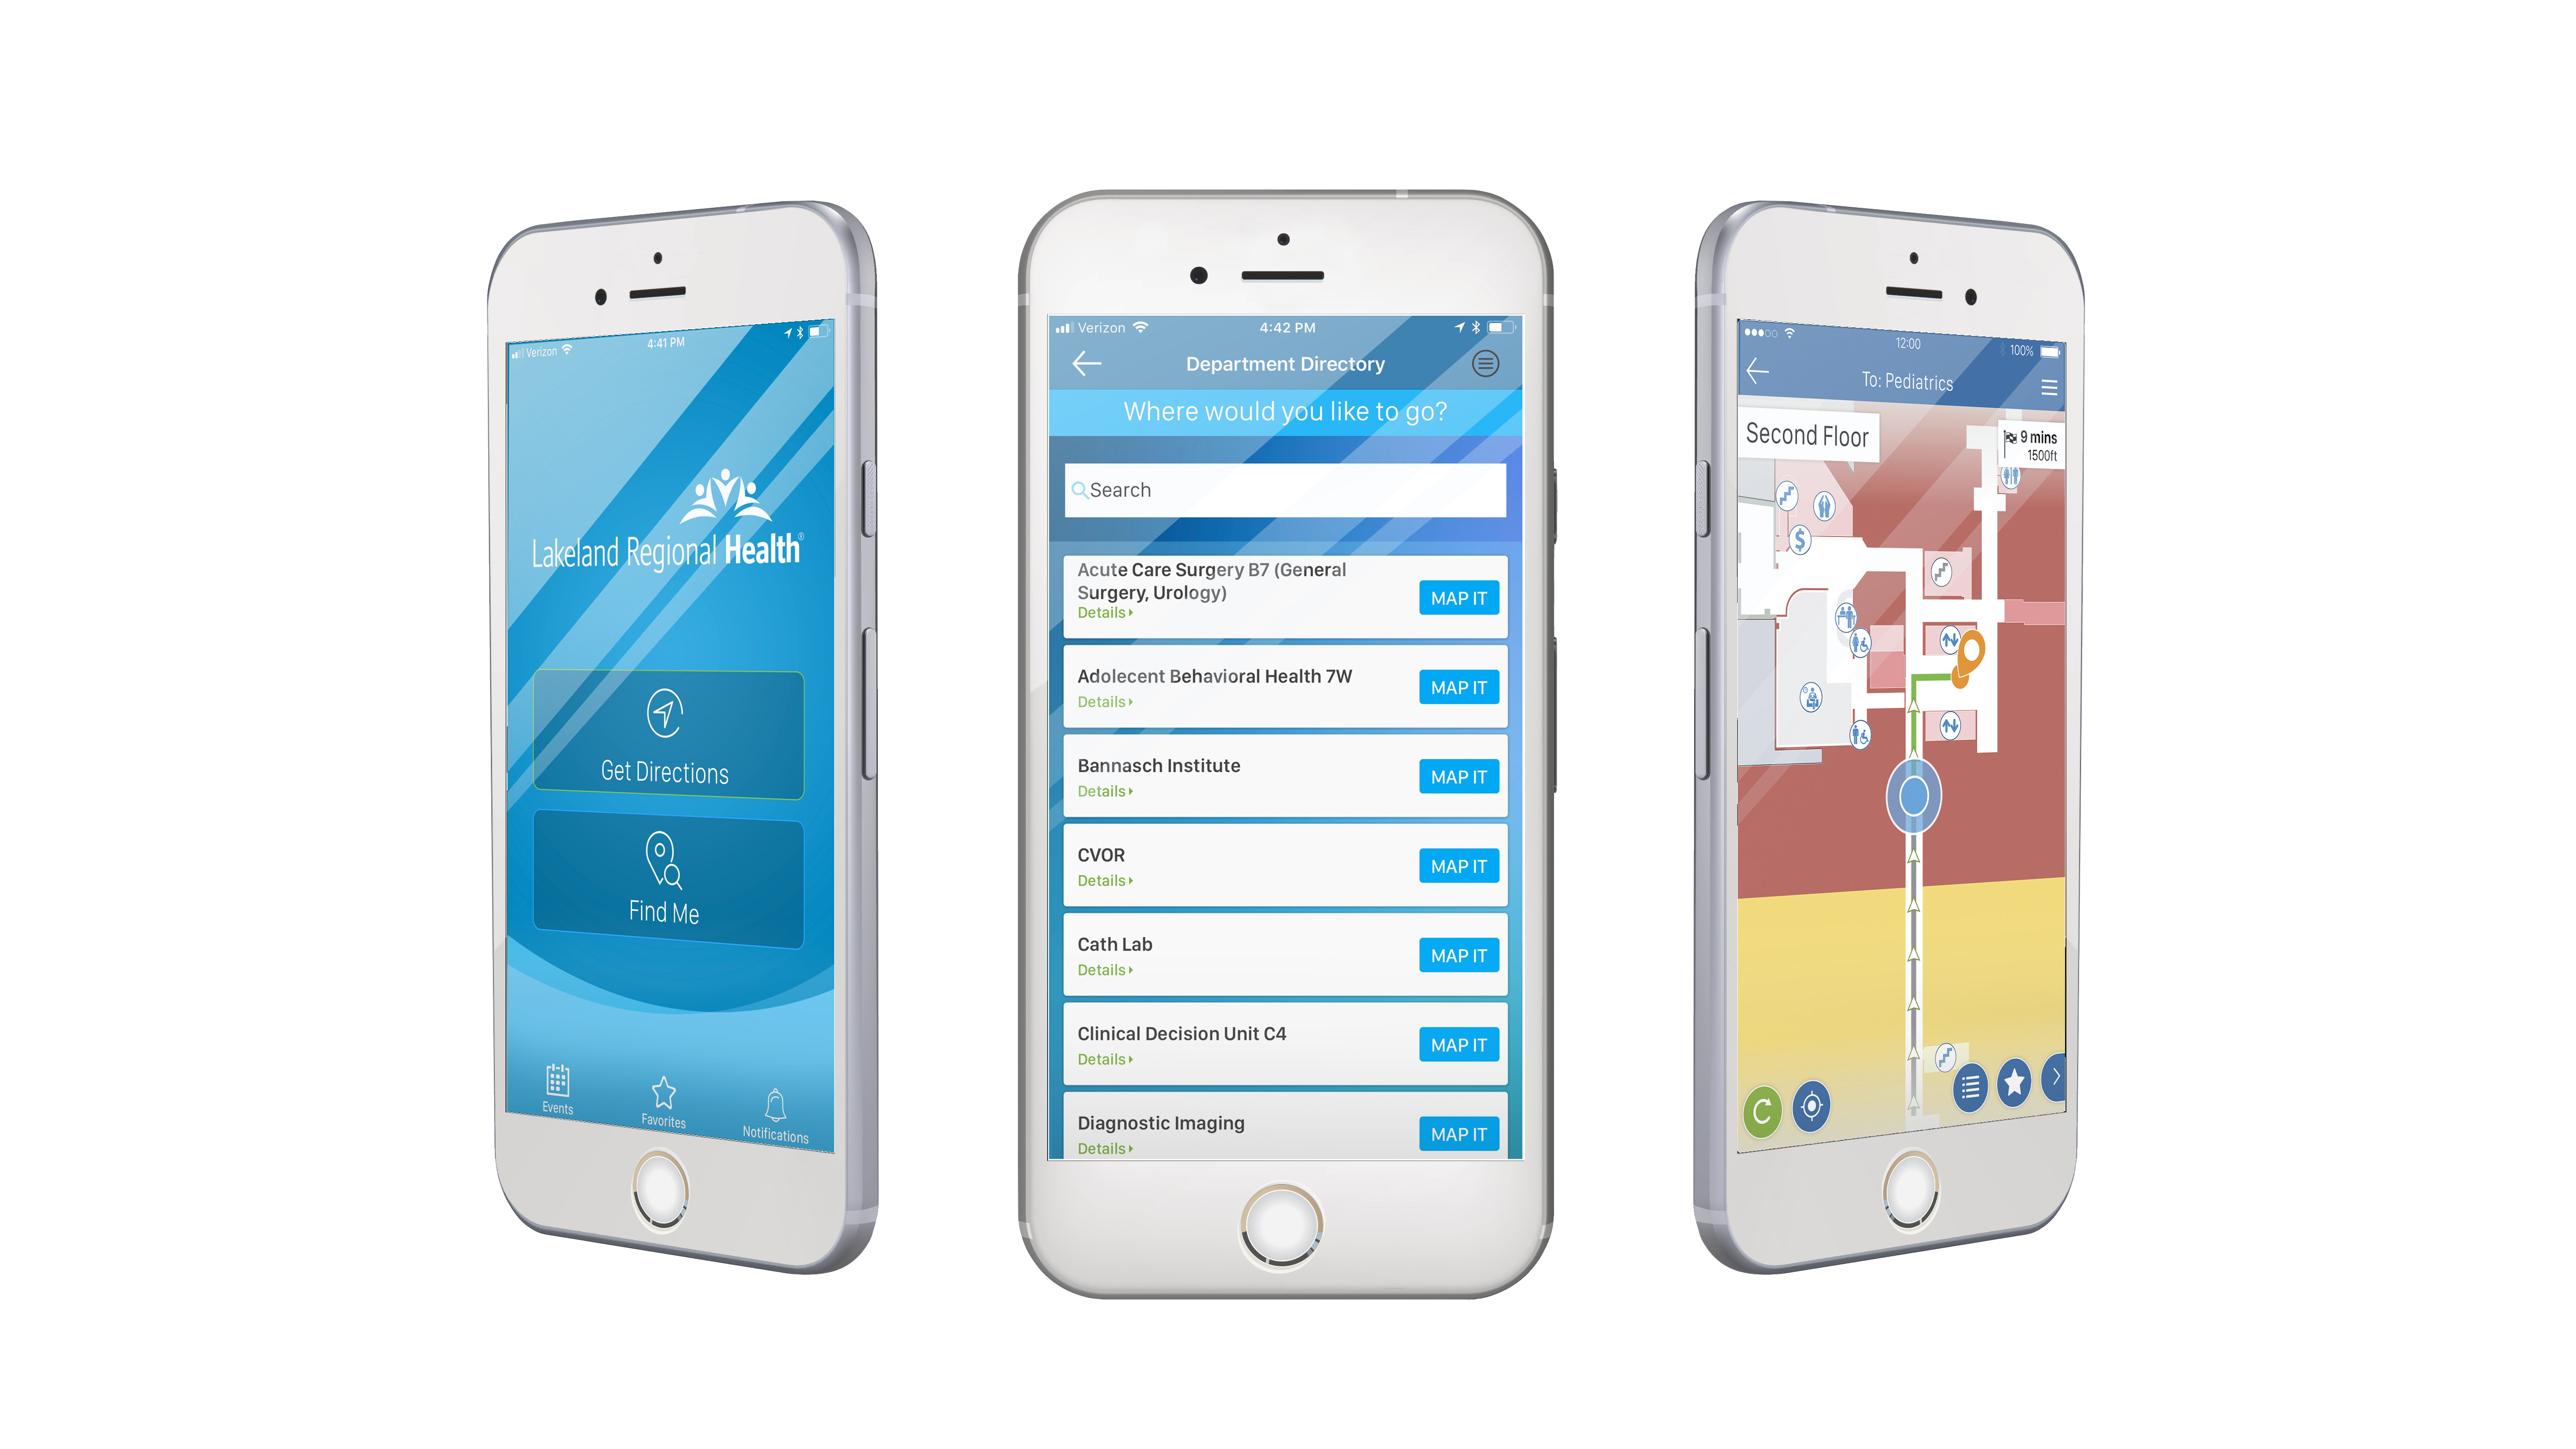 Verizon
4:41 PM
Lakeland Regional Health®
Get Directions
Find Me
Events
Favorites
Notifications
Verizon
4:42 PM
Department Directory
Where would you like to go?
Search
Acute Care Surgery B7 (General
Surgery, Urology)
Details
MAP IT
Adolecent Behavioral Health 7W
Details
MAP IT
Bannasch Institute
Details
MAP IT
CVOR
Details
MAP IT
Cath Lab
Details
MAP IT
Clinical Decision Unit C4
Details
MAP IT
Diagnostic Imaging
Details
MAP IT
12:00
100%
To: Pediatrics
Second Floor
9 mins
1500ft
$